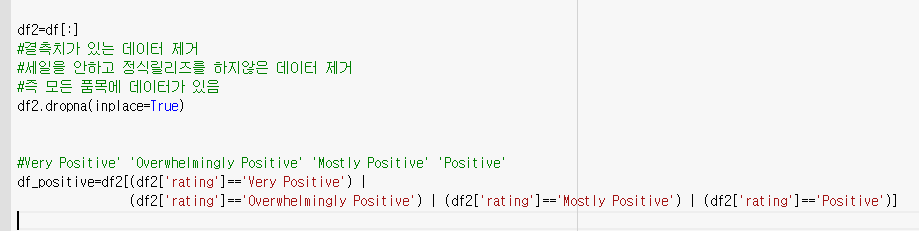 df2=df[:]
#결측치가 있는 데이터 제거
#세일을 안하고 정식릴리즈를 하지않은 데이터 제거
#즉 모든 품목에 데이터가 있음
df2.dropna(inplace=True)
#Very Positive' 'Overwhelmingly Positive' 'Mostly Positive' 'Positive'
df_positive=df2[(df2['rating']=='Very Positive') |
(df2['rating']=='Overwhelmingly Positive') | (df2['rating']=='Mostly Positive') | (df2['rating']=='Positive')]